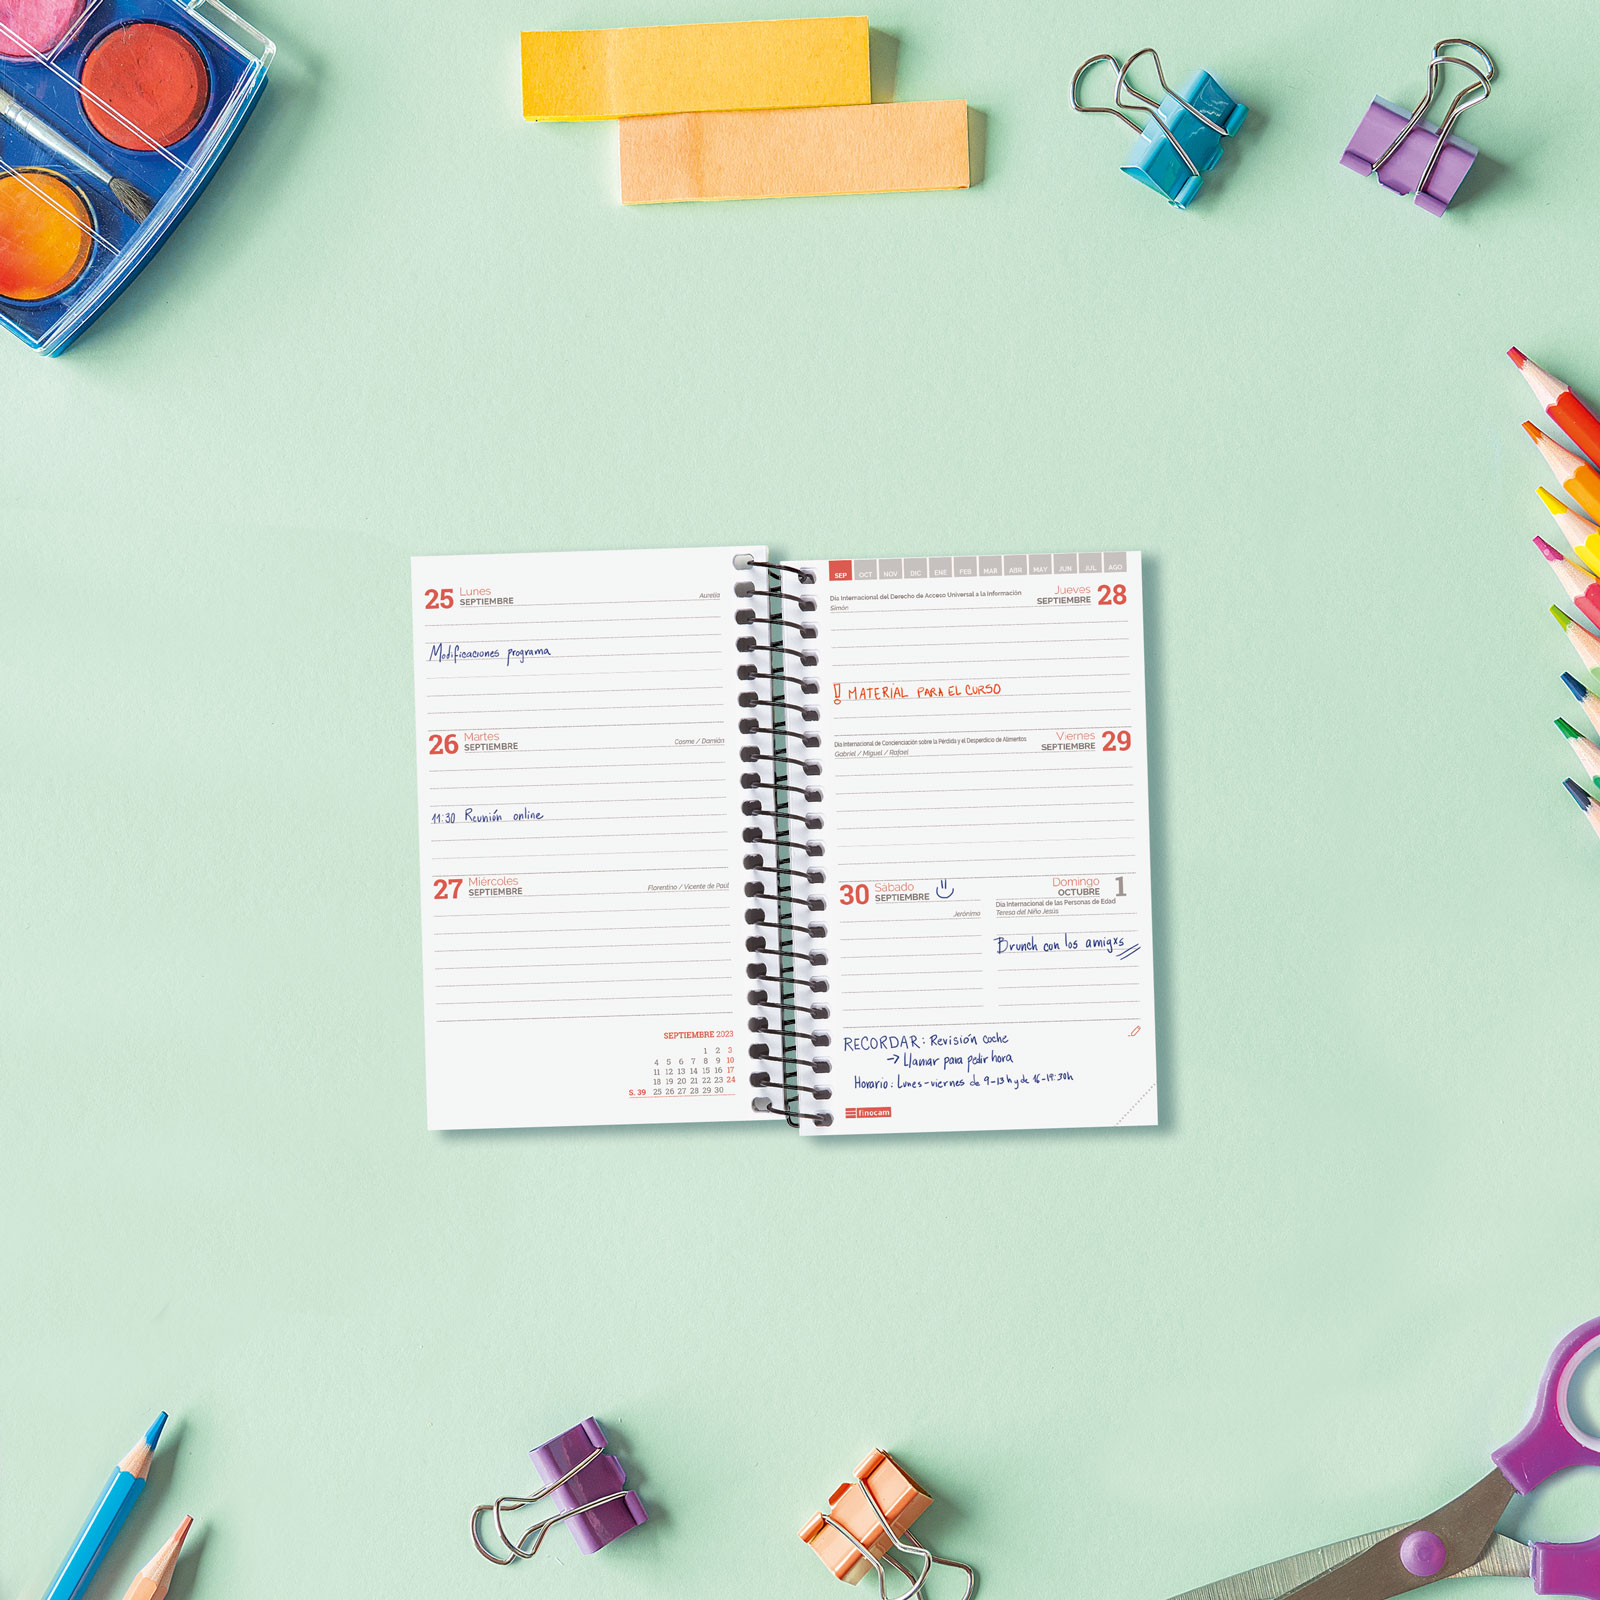 25 Lunes
SEPTIEMBRE
Aurelia
Modificaciones programa
26 Martes
SEPTIEMBRE
Cosme / Damián
11:30 Reunión online
27 Miércoles
SEPTIEMBRE
Florentino / Vicente de Paúl
SEPTIEMBRE 2023
1 2 3
4 5 6 7 8 9 10
11 12 13 14 15 16 17
18 19 20 21 22 23 24
S. 39 25 26 27 28 29 30
SEP OCT NOV DIC ENE FEB MAR ABR MAY JUN JUL AGO
Día Internacional del Derecho de Acceso Universal a la Información
Simón
Jueves 28
SEPTIEMBRE
! MATERIAL PARA EL CURSO
Día Internacional de Concienciación sobre la Pérdida y el Desperdicio de Alimentos
Gabriel / Miguel / Rafael
Viernes 29
SEPTIEMBRE
30 Sábado
SEPTIEMBRE
Jerónimo
Domingo 1
OCTUBRE
Día Internacional de las Personas de Edad
Teresa del Niño Jesús
Brunch con los amigxs
RECORDAR: Revisión coche
→ Llamar para pedir hora
Horario: Lunes-viernes de 9-13h y de 16-19:30h
finocam